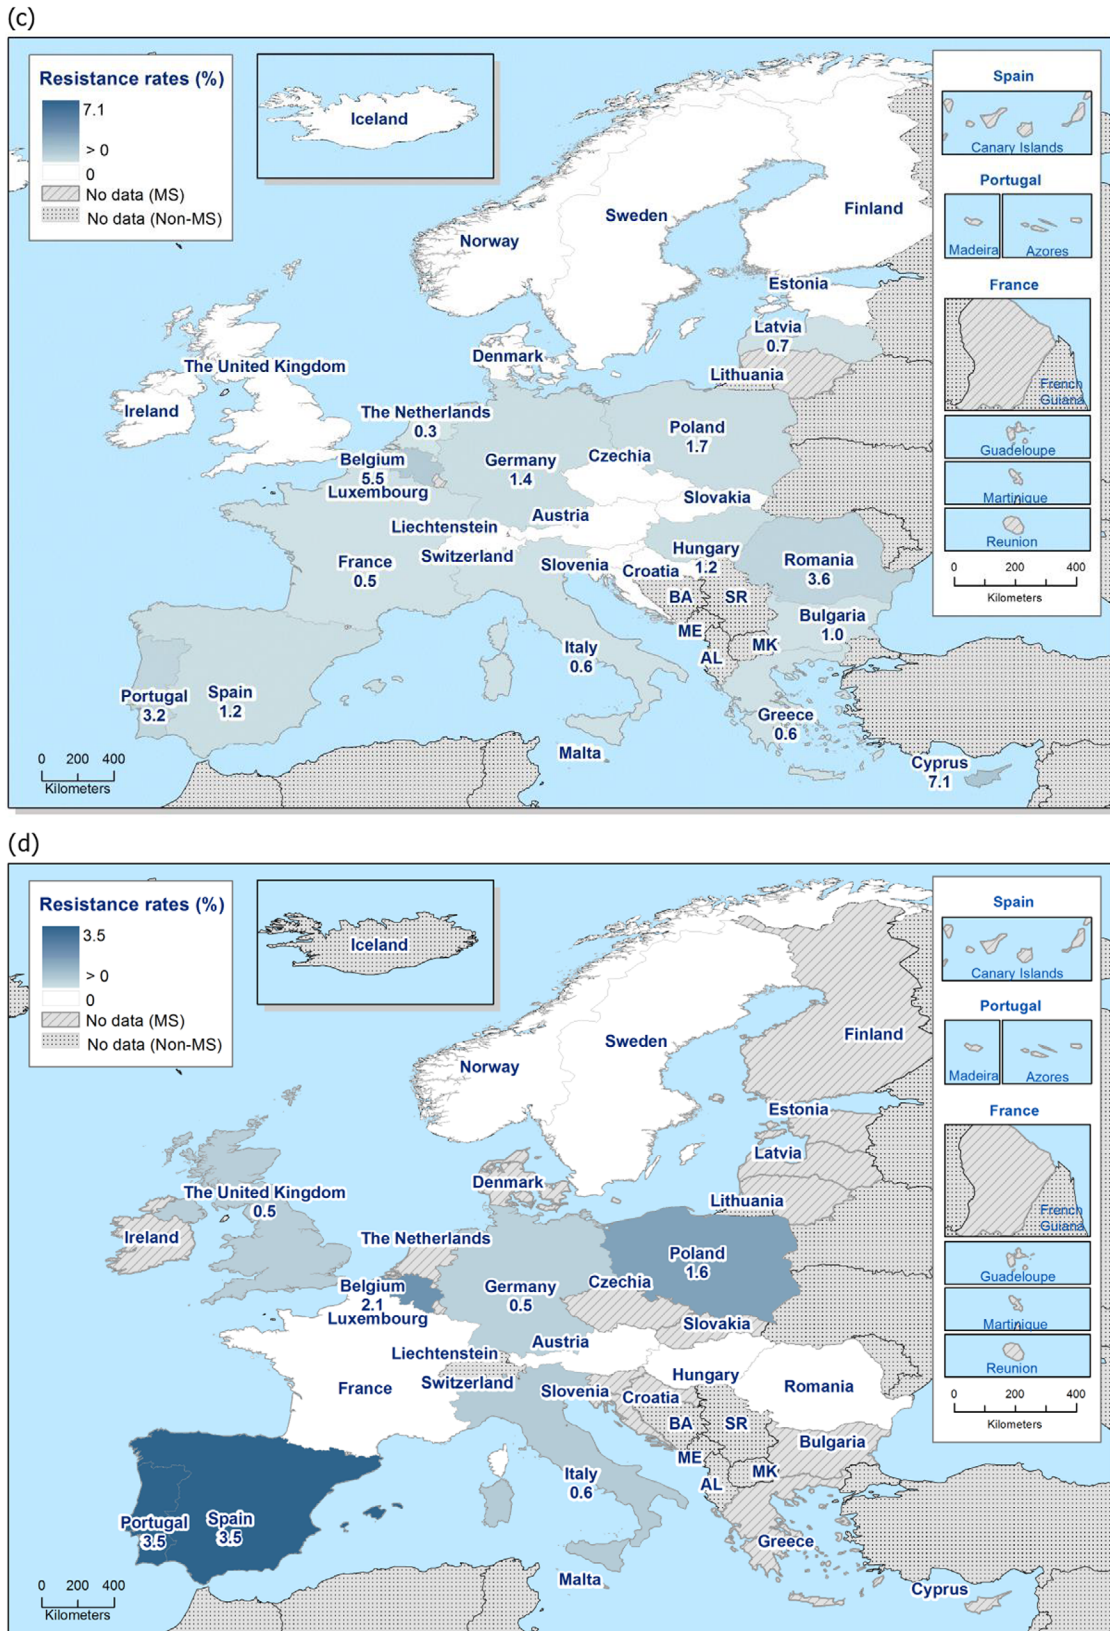 (c)
Resistance rates (%)
7.1
> 0
0
No data (MS)
No data (Non-MS)
Iceland
Spain
Canary Islands
Portugal
Madeira
Azores
France
French
Guiana
Guadeloupe
Martinique
Reunion
0 200 400
Kilometers
Finland
Sweden
Norway
Estonia
Latvia
0.7
Lithuania
Denmark
The United Kingdom
Ireland
The Netherlands
0.3
Poland
1.7
Belgium
5.5
Germany
1.4
Czechia
Luxembourg
Slovakia
Austria
Liechtenstein
Switzerland
France
0.5
Slovenia
Hungary
1.2
Croatia
Romania
3.6
BA
SR
Bulgaria
1.0
ME
MK
AL
Italy
0.6
Portugal
3.2
Spain
1.2
Greece
0.6
Malta
Cyprus
7.1
0 200 400
Kilometers
(d)
Resistance rates (%)
3.5
> 0
0
No data (MS)
No data (Non-MS)
Iceland
Spain
Canary Islands
Portugal
Madeira
Azores
France
French
Guiana
Guadeloupe
Martinique
Reunion
0 200 400
Kilometers
Finland
Sweden
Norway
Estonia
Latvia
Denmark
Lithuania
The United Kingdom
0.5
Ireland
The Netherlands
Poland
1.6
Belgium
2.1
Germany
0.5
Czechia
Luxembourg
Slovakia
Austria
Liechtenstein
Switzerland
France
Slovenia
Hungary
Croatia
Romania
BA
SR
Bulgaria
ME
MK
AL
Italy
0.6
Portugal
3.5
Spain
3.5
Greece
Malta
Cyprus
0 200 400
Kilometers